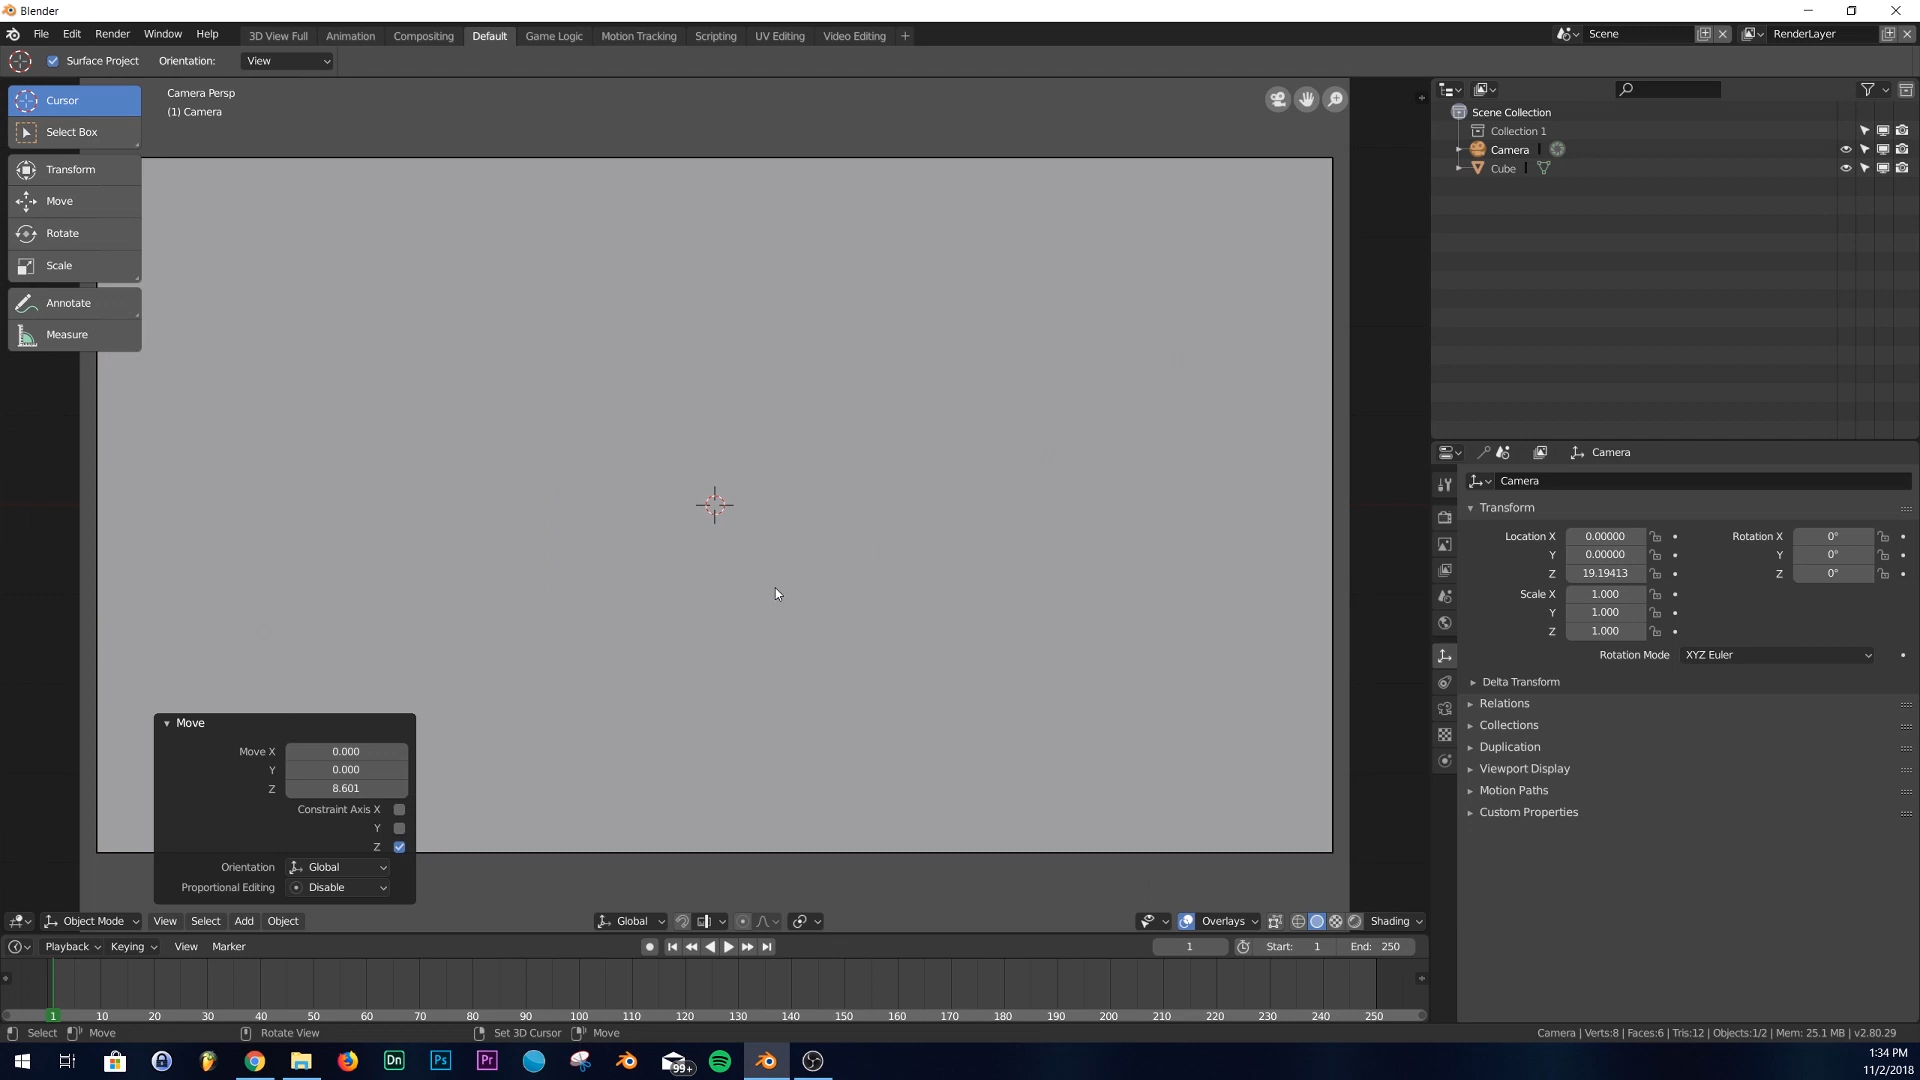 Blender
File Edit Render Window Help 3D View Full Animation Compositing Default Game Logic Motion Tracking Scripting UV Editing Video Editing + Scene RenderLayer
Surface Project Orientation: View
Cursor
Select Box
Transform
Move
Rotate
Scale
Annotate
Measure
Camera Persp
(1) Camera
Scene Collection
Collection 1
Camera
Cube
Camera
Camera
Transform
Location X 0.00000 Rotation X 0°
Y 0.00000 Y 0°
Z 19.19413 Z 0°
Scale X 1.000
Y 1.000
Z 1.000
Rotation Mode XYZ Euler
Delta Transform
Relations
Collections
Duplication
Viewport Display
Motion Paths
Custom Properties
Move
Move X 0.000
Y 0.000
Z 8.601
Constraint Axis X
Y
Z
Orientation Global
Proportional Editing Disable
Object Mode View Select Add Object Global Overlays Shading
Playback Keying View Marker 1 Start: 1 End: 250
1 10 20 30 40 50 60 70 80 90 100 110 120 130 140 150 160 170 180 190 200 210 220 230 240 250
Select Move Rotate View Set 3D Cursor Move Camera | Verts:8 | Faces:6 | Tris:12 | Objects:1/2 | Mem: 25.1 MB | v2.80.29
Dn Ps Pr 99+
1:34 PM
11/2/2018